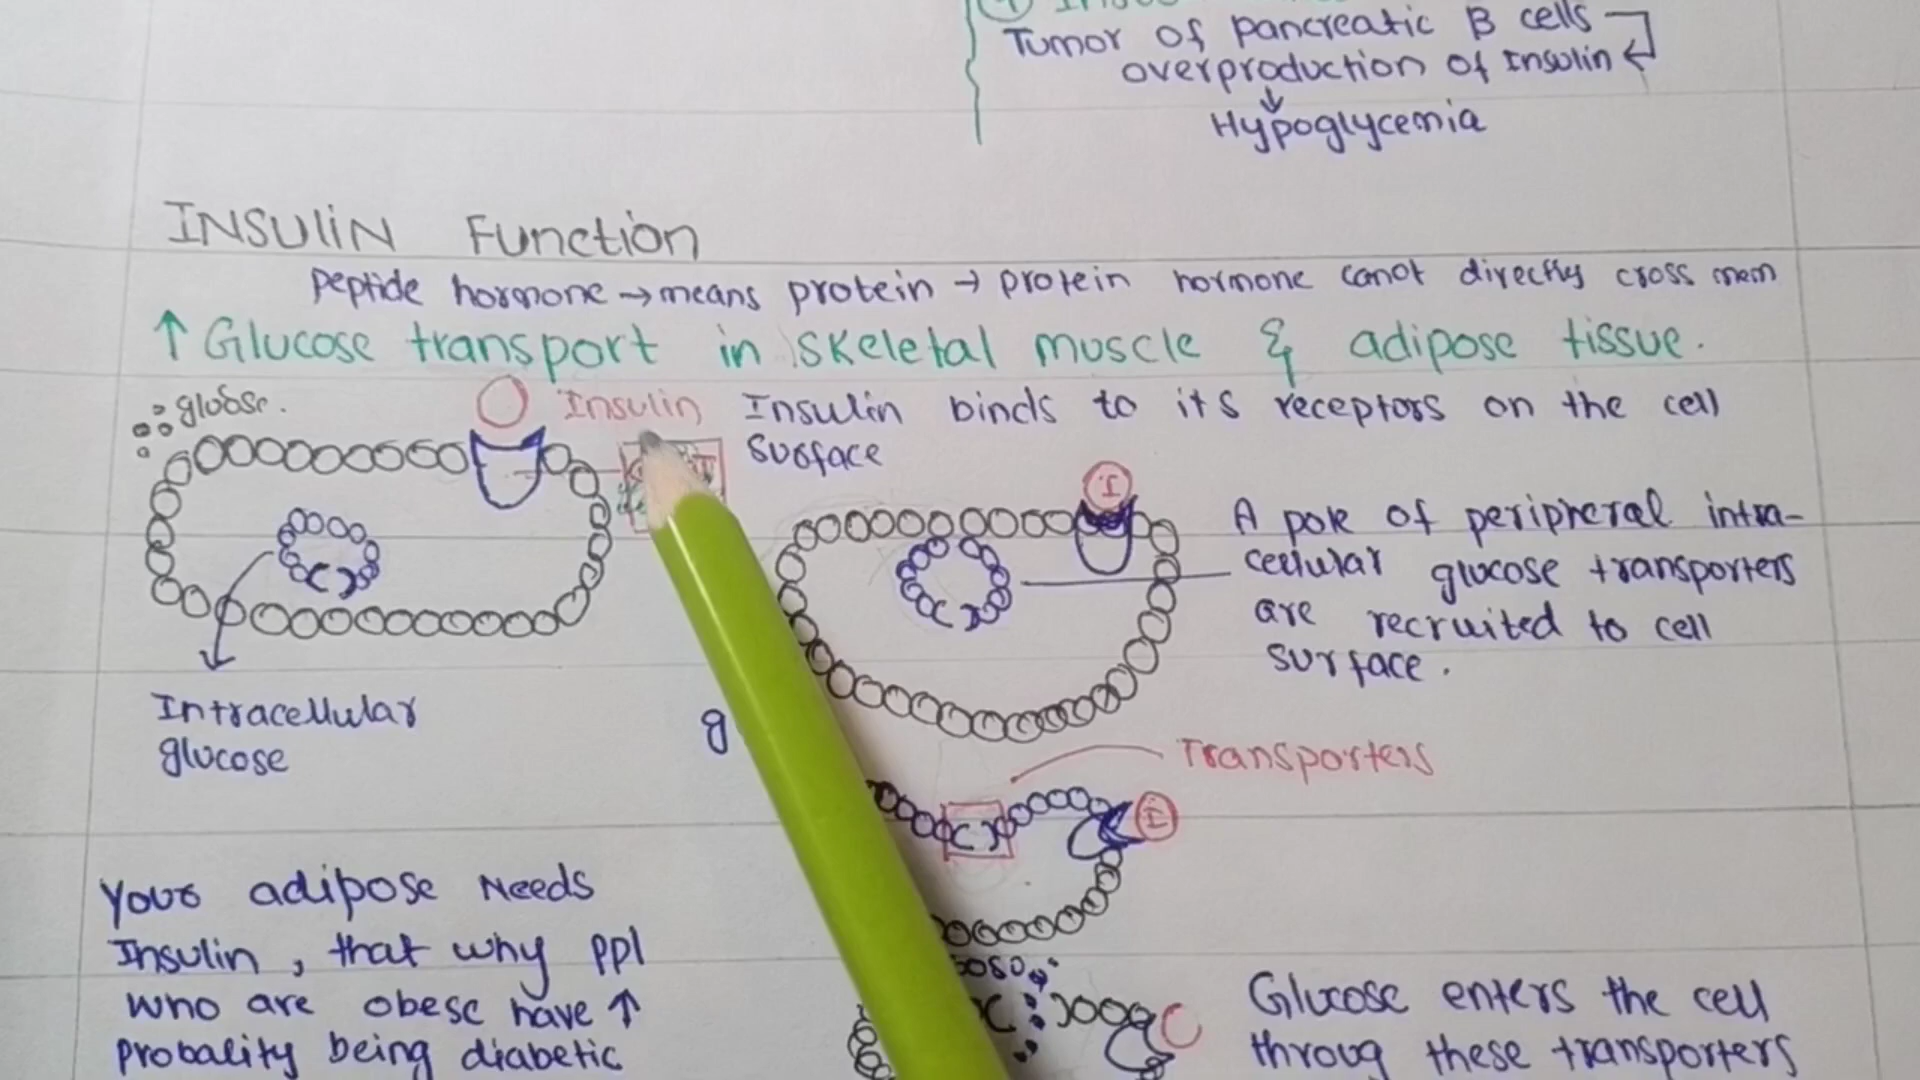 Tumor of pancreatic B cells
overproduction of Insulin
Hypoglycemia
INSULIN Function
Peptide hormone → means protein → protein hormone canot directly cross mem
↑ Glucose transport in skeletal muscle & adipose tissue.
Insulin
Insulin binds to its receptors on the cell
surface
I
A pole of peripheral intra-
cellular glucose transporters
are recruited to cell
surface.
Intracellular
glucose
g
Transporters
I
Your adipose Needs
Insulin, that why ppl
who are obese have ↑
probality being diabetic
Glucose enters the cell
throug these transporters